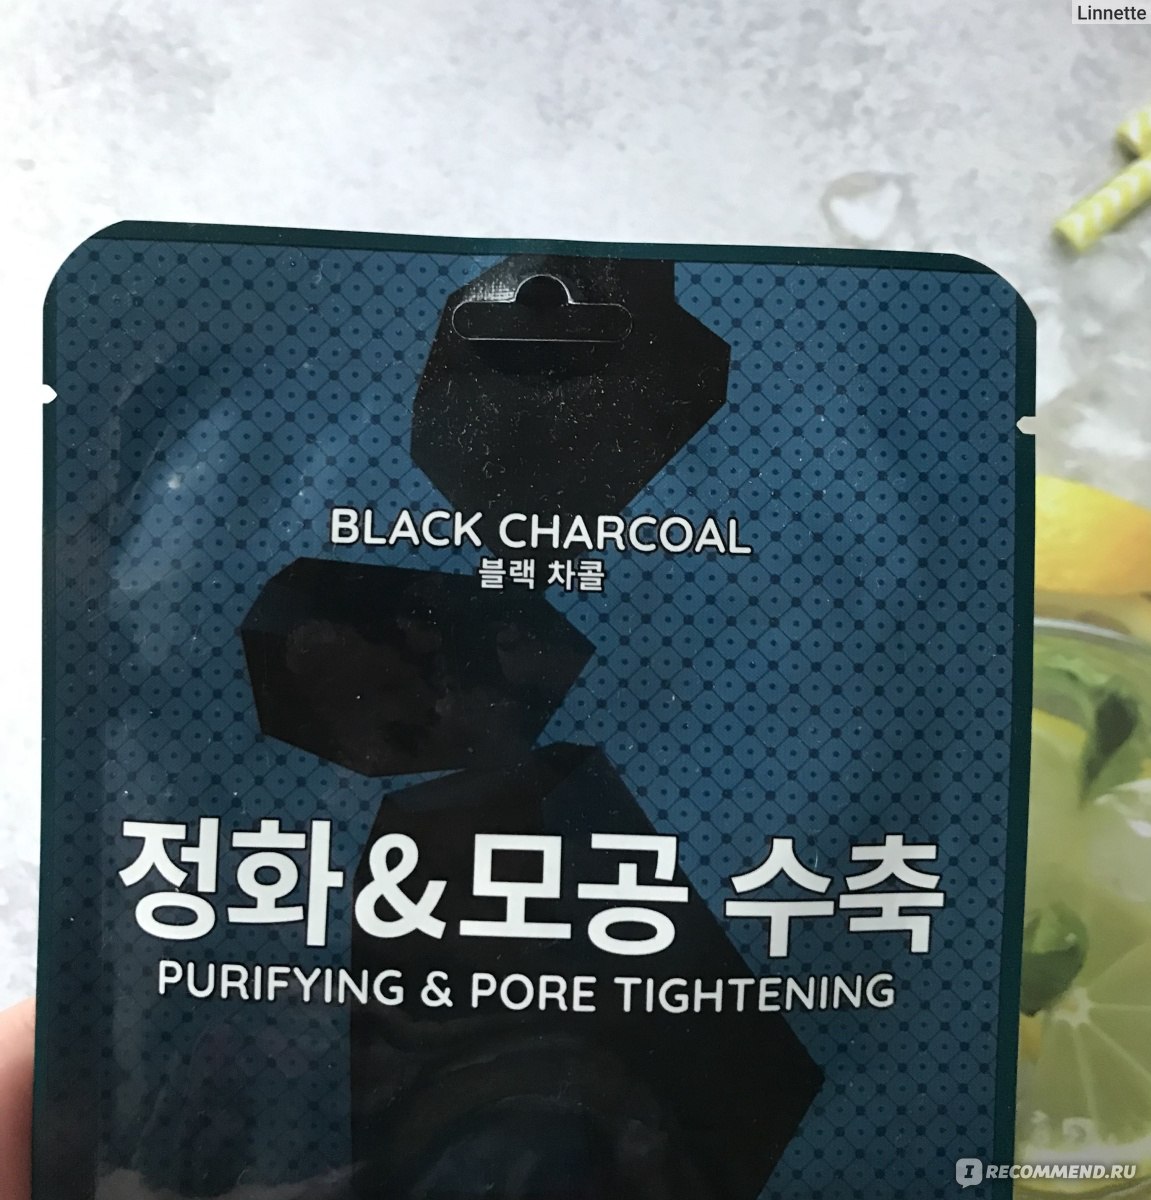 Linnette
BLACK CHARCOAL
블랙 차콜
정화&모공 수축
PURIFYING & PORE TIGHTENING
IRECOMMEND.RU